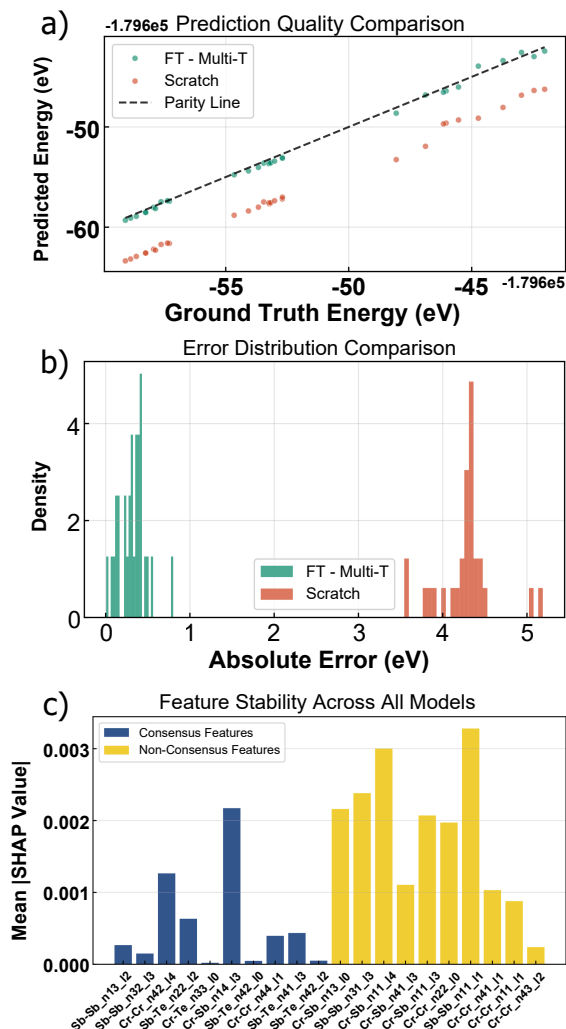 a)
-1.796e5 Prediction Quality Comparison
FT - Multi-T
Scratch
Parity Line
Predicted Energy (eV)
-50
-60
-55 -50 -45
-1.796e5
Ground Truth Energy (eV)
b)
Error Distribution Comparison
Density
4
2
0
FT - Multi-T
Scratch
0 1 2 3 4 5
Absolute Error (eV)
c)
Feature Stability Across All Models
Consensus Features
Non-Consensus Features
Mean |SHAP Value|
0.003
0.002
0.001
0.000
Sb-Sb_n13_l2
Sb-Sb_n32_l3
Cr-Cr_n42_l4
Sb-Te_n22_l2
Cr-Te_n33_l0
Cr-Sb_n14_l3
Sb-Te_n42_l0
Cr-Cr_n44_l1
Sb-Te_n41_l3
Sb-Te_n42_l2
Cr-Sb_n13_l0
Sb-Sb_n31_l3
Cr-Sb_n11_l4
Sb-Sb_n41_l3
Cr-Sb_n11_l3
Cr-Cr_n22_l0
Sb-Sb_n11_l1
Cr-Cr_n41_l1
Cr-Cr_n11_l1
Cr-Cr_n43_l2